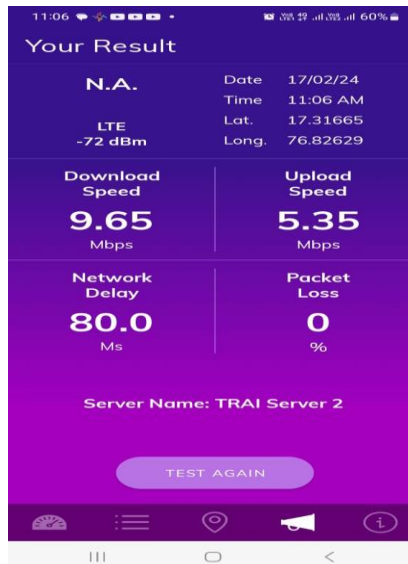 11:06 60%
Your Result
N.A.
LTE
-72 dBm
Date 17/02/24
Time 11:06 AM
Lat. 17.31665
Long. 76.82629
Download
Speed
9.65
Mbps
Upload
Speed
5.35
Mbps
Network
Delay
80.0
Ms
Packet
Loss
0
%
Server Name: TRAI Server 2
TEST AGAIN